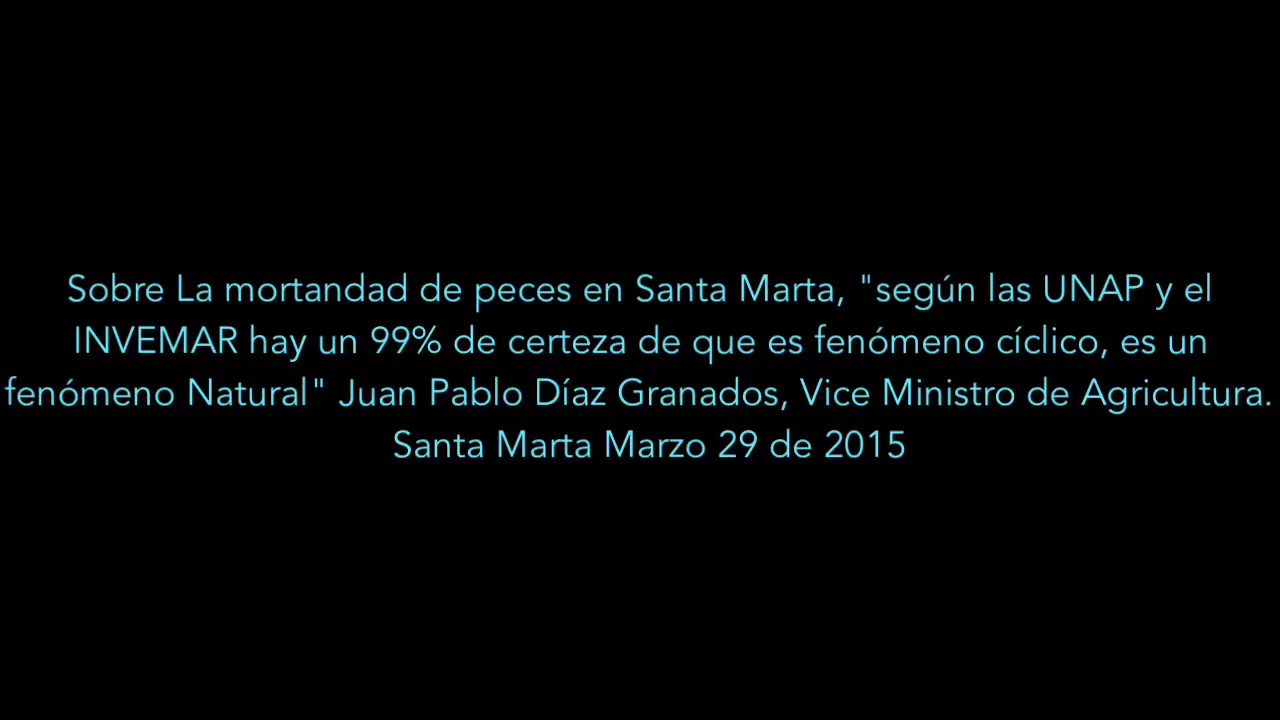 Sobre La mortandad de peces en Santa Marta, "según las UNAP y el
INVEMAR hay un 99% de certeza de que es fenómeno cíclico, es un
fenómeno Natural" Juan Pablo Díaz Granados, Vice Ministro de Agricultura.
Santa Marta Marzo 29 de 2015